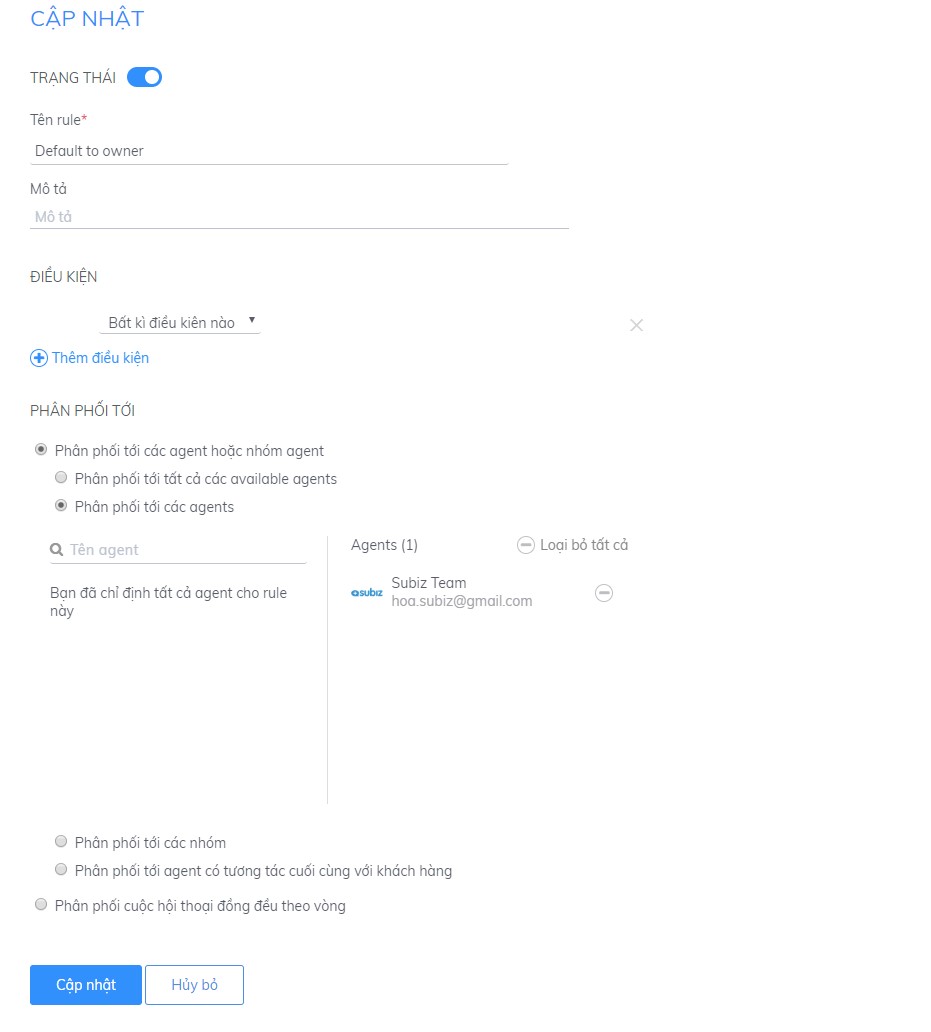 CẬP NHẬT
TRẠNG THÁI
Tên rule*
Default to owner
Mô tả
Mô tả
ĐIỀU KIỆN
Bất kì điều kiên nào
Thêm điều kiện
PHÂN PHỐI TỚI
Phân phối tới các agent hoặc nhóm agent
Phân phối tới tất cả các available agents
Phân phối tới các agents
Tên agent
Bạn đã chỉ định tất cả agent cho rule
này
Agents (1)
Loại bỏ tất cả
subiz
Subiz Team
hoa.subiz@gmail.com
Phân phối tới các nhóm
Phân phối tới agent có tương tác cuối cùng với khách hàng
Phân phối cuộc hội thoại đồng đều theo vòng
Cập nhật
Hủy bỏ